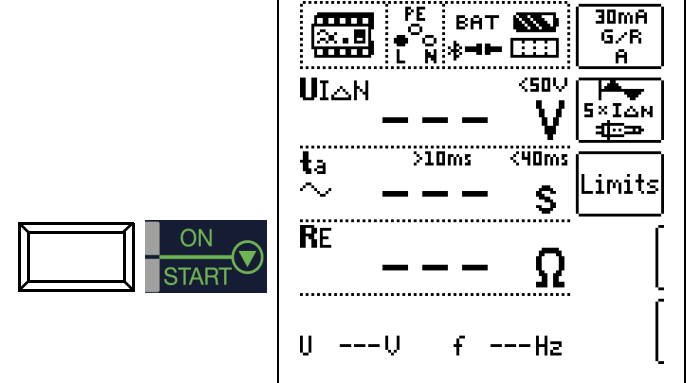 PE
L N
BAT
30mA
G/R
A
UI△N <50V
--- V
5×I△N
ta >10ms <40ms
~ --- s
Limits
RE
--- Ω
ON
START
U ---V f ---Hz